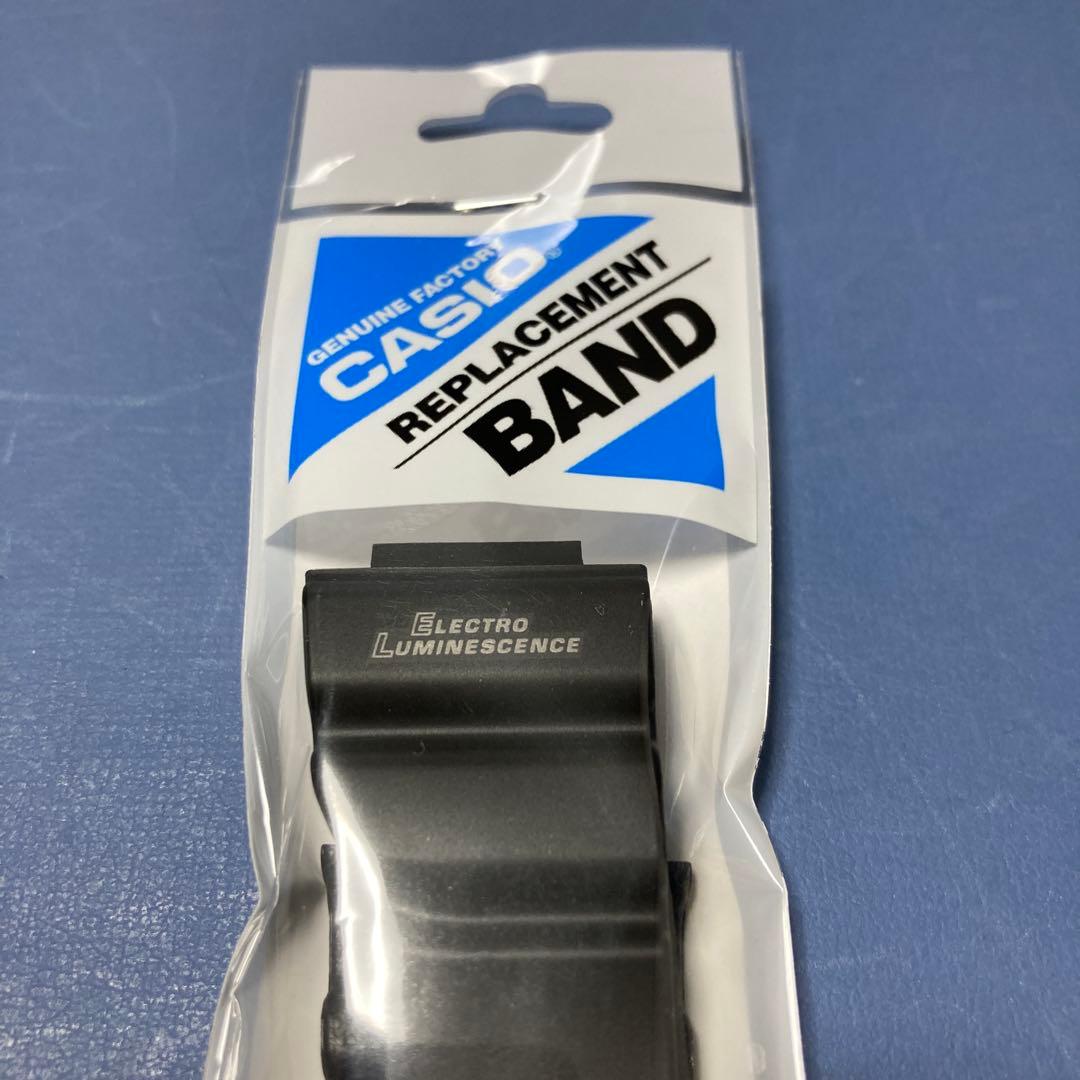 GENUINE FACTORY
CASIO®
REPLACEMENT
BAND
ELECTRO
LUMINESCENCE